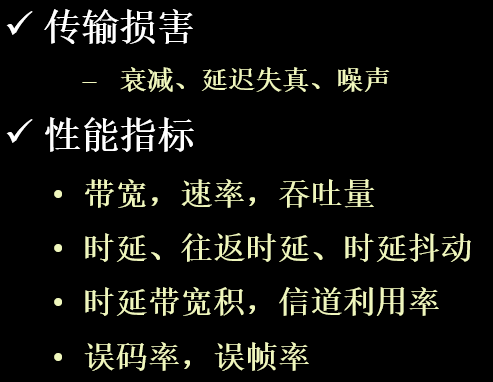 ✓ 传输损害
– 衰减、延迟失真、噪声
✓ 性能指标
• 带宽，速率，吞吐量
• 时延、往返时延、时延抖动
• 时延带宽积，信道利用率
• 误码率，误帧率